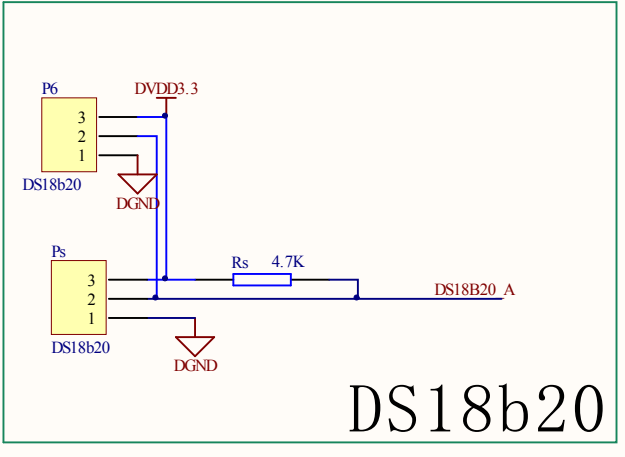 P6
DVDD3.3
3
2
1
DS18b20
DGND
Ps
Rs 4.7K
3
2
DS18B20_A
1
DS18b20
DGND
DS18b20